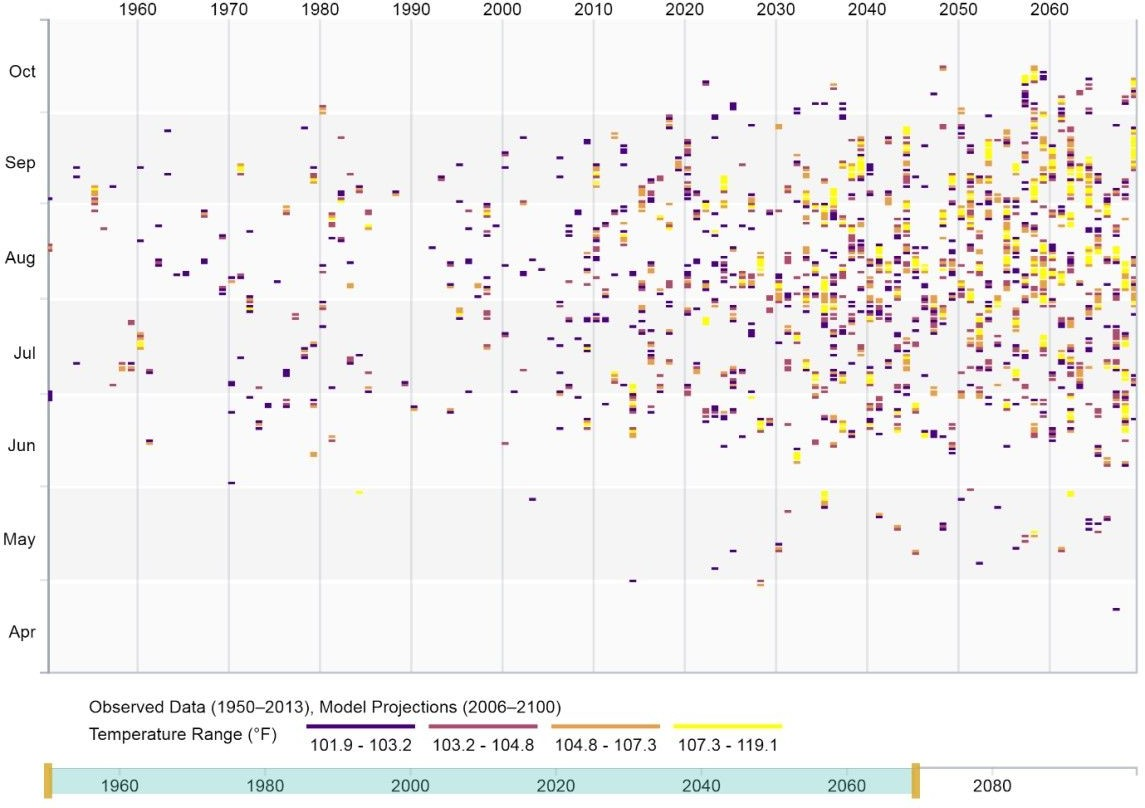 1960 1970 1980 1990 2000 2010 2020 2030 2040 2050 2060
Oct
Sep
Aug
Jul
Jun
May
Apr
Observed Data (1950–2013), Model Projections (2006–2100)
Temperature Range (°F)
101.9 - 103.2 103.2 - 104.8 104.8 - 107.3 107.3 - 119.1
1960 1980 2000 2020 2040 2060 2080